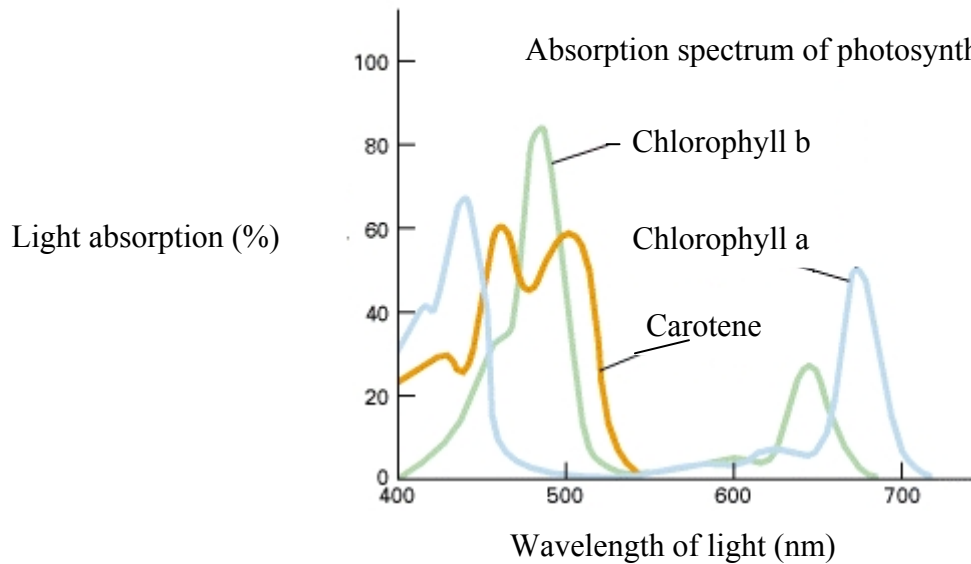 Absorption spectrum of
100
80
Chlorophyll b
Light absorption (%)
60
Chlorophyll a
40
Carotene
20
0
400
500
600
700
Wavelength of light (nm)